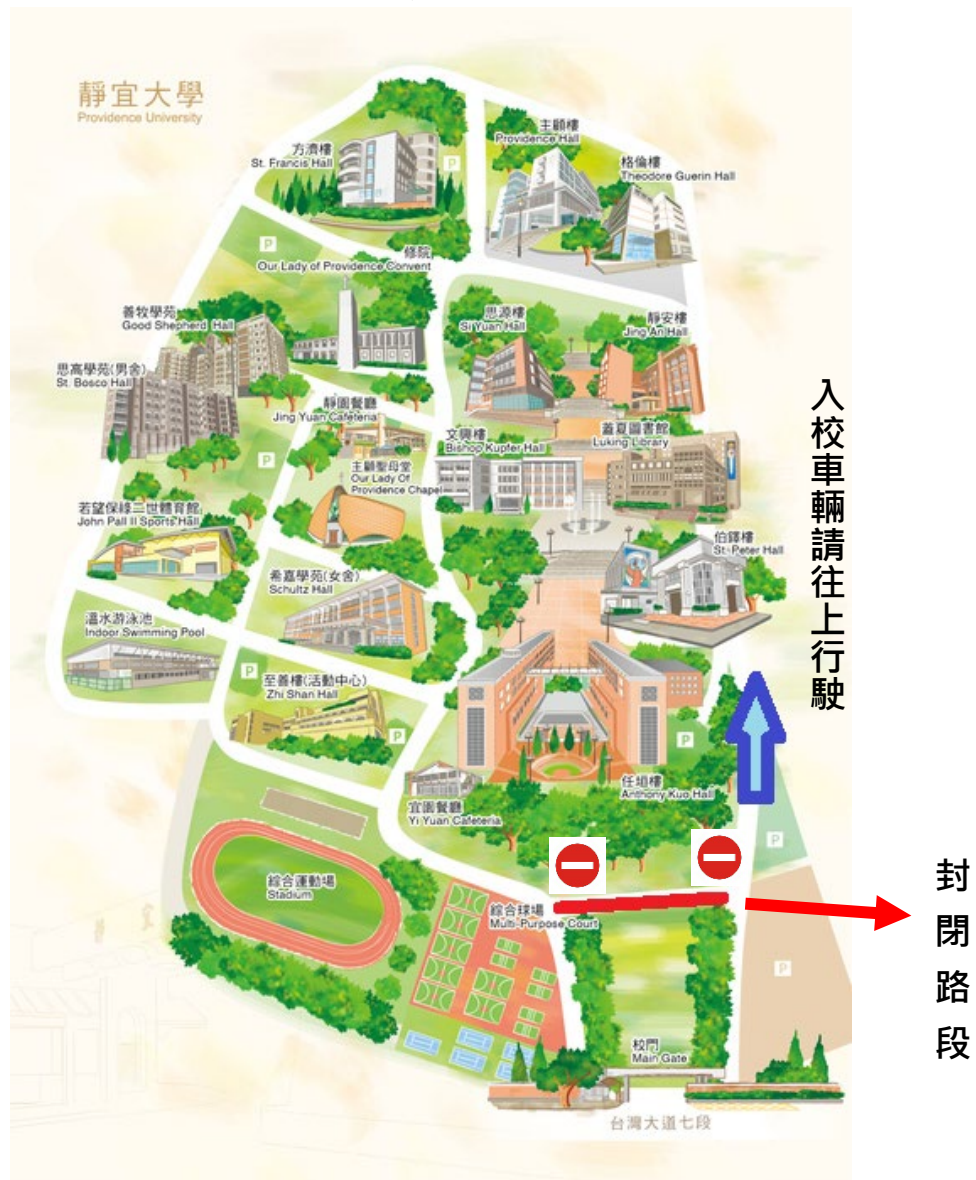 靜宜大學
Providence University
方濟樓
St. Francis Hall
P
主顧樓
Providence Hall
格倫樓
Theodore Guerin Hall
P
修院
Our Lady of Providence Convent
善牧學苑
Good Shepherd Hall
思源樓
Si Yuan Hall
靜安樓
Jing An Hall
思高學苑(男舍)
St. Bosco Hall
靜園餐廳
Jing Yuan Cafeteria
文興樓
Bishop Kupfer Hall
蓋夏圖書館
Luking Library
P
主顧聖母堂
Our Lady Of
Providence Chapel
若望保祿二世體育館
John Pall II Sports Hall
伯鐸樓
St. Peter Hall
希嘉學苑(女舍)
Schultz Hall
溫水游泳池
Indoor Swimming Pool
P
至善樓(活動中心)
Zhi Shan Hall
P
P
任垣樓
Anthony Kuo Hall
宜園餐廳
Yi Yuan Cafeteria
P
綜合運動場
Stadium
綜合球場
Multi-Purpose Court
P
校門
Main Gate
台灣大道七段
入校車輛請往上行駛
封閉路段